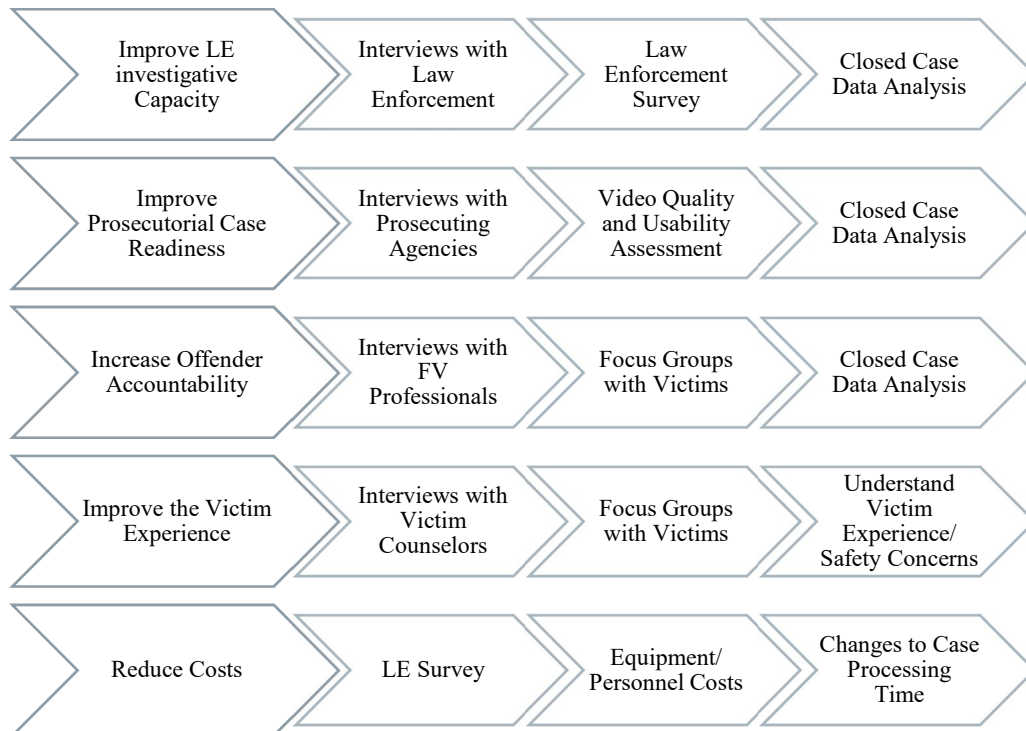 Improve LE
investigative
Capacity
Interviews with
Law
Enforcement
Law
Enforcement
Survey
Closed Case
Data Analysis
Improve
Prosecutorial Case
Readiness
Interviews with
Prosecuting
Agencies
Video Quality
and Usability
Assessment
Closed Case
Data Analysis
Increase Offender
Accountability
Interviews with
FV
Professionals
Focus Groups
with Victims
Closed Case
Data Analysis
Improve the Victim
Experience
Interviews with
Victim
Counselors
Focus Groups
with Victims
Understand
Victim
Experience/
Safety Concerns
Reduce Costs
LE Survey
Equipment/
Personnel Costs
Changes to Case
Processing
Time